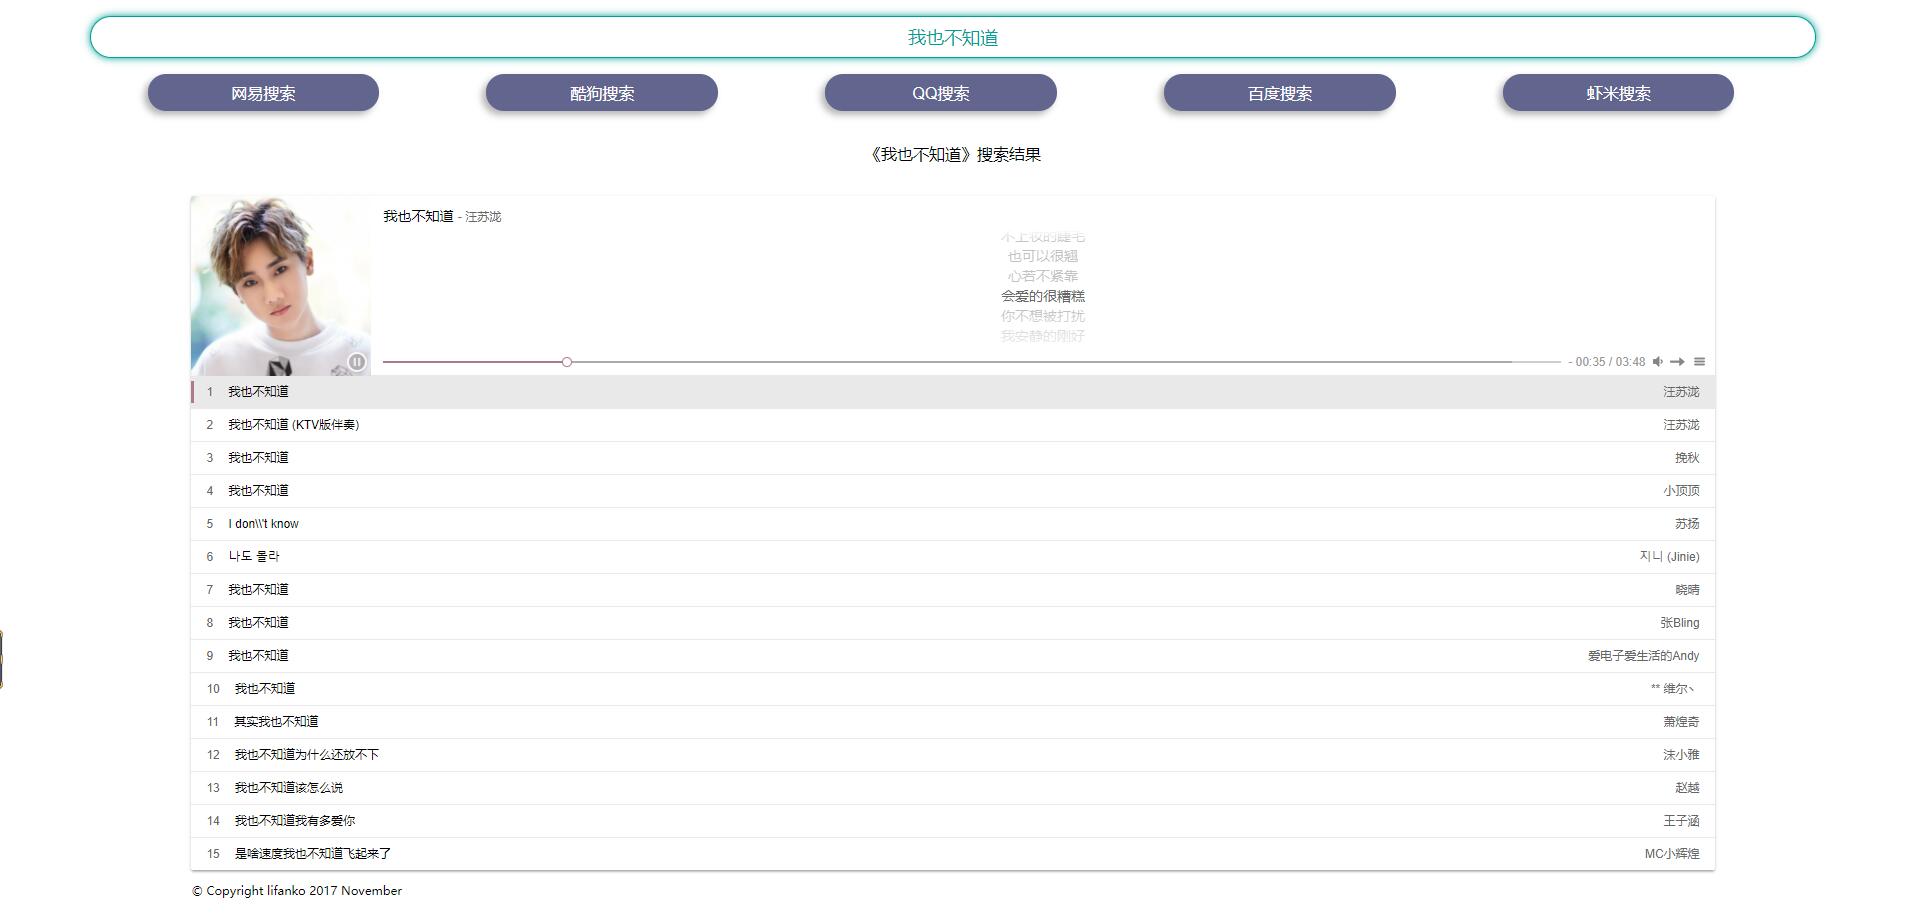 我也不知道
网易搜索 酷狗搜索 QQ搜索 百度搜索 虾米搜索
《我也不知道》搜索结果
我也不知道 - 汪苏泷
不上妆的睫毛
也可以很翘
心若不紧靠
会爱的很糟糕
你不想被打扰
我安静的刚好
- 00:35 / 03:48
1 我也不知道 汪苏泷
2 我也不知道 (KTV版伴奏) 汪苏泷
3 我也不知道 挽秋
4 我也不知道 小顶顶
5 I don\\'t know 苏扬
6 나도 몰라 지니 (Jinie)
7 我也不知道 晓晴
8 我也不知道 张Bling
9 我也不知道 爱电子爱生活的Andy
10 我也不知道 ** 维尔丶
11 其实我也不知道 萧煌奇
12 我也不知道为什么还放不下 沫小雅
13 我也不知道该怎么说 赵越
14 我也不知道我有多爱你 王子涵
15 是啥速度我也不知道飞起来了 MC小辉煌
© Copyright lifanko 2017 November